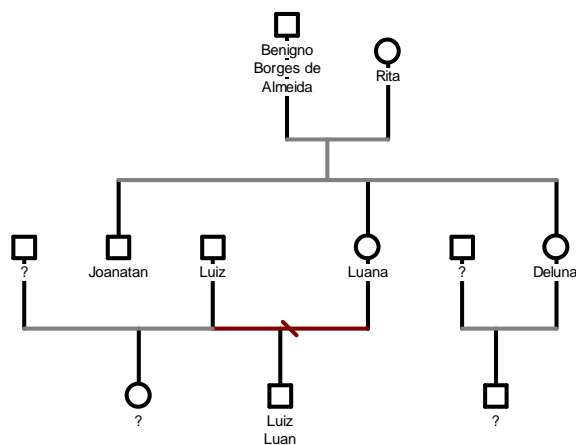 Benigno
Borges de
Almeida
Rita
?
Joanatan
Luiz
Luana
?
Deluna
?
Luiz
Luan
?